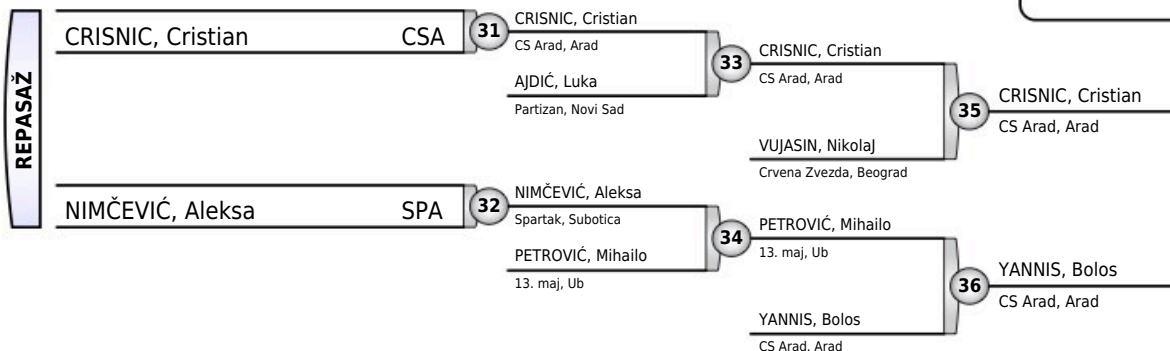 REPASAŽ
CRISNIC, Cristian CSA
31
CRISNIC, Cristian
CS Arad, Arad
AJDIĆ, Luka
Partizan, Novi Sad
33
CRISNIC, Cristian
CS Arad, Arad
VUJASIN, NikolaJ
Crvena Zvezda, Beograd
35
CRISNIC, Cristian
CS Arad, Arad
NIMČEVIĆ, Aleksa SPA
32
NIMČEVIĆ, Aleksa
Spartak, Subotica
PETROVIĆ, Mihailo
13. maj, Ub
34
PETROVIĆ, Mihailo
13. maj, Ub
YANNIS, Bolos
CS Arad, Arad
36
YANNIS, Bolos
CS Arad, Arad